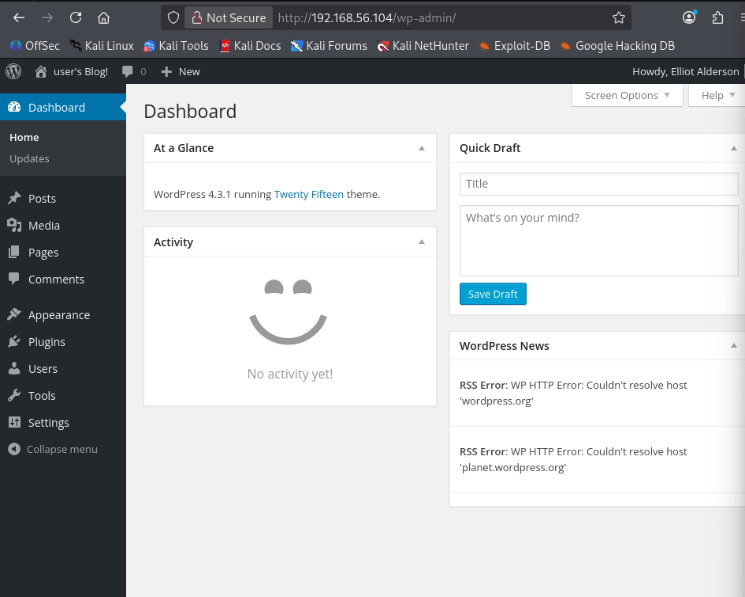 Not Secure http://192.168.56.104/wp-admin/
OffSec Kali Linux Kali Tools Kali Docs Kali Forums Kali NetHunter Exploit-DB Google Hacking DB
user's Blog! 0 New Howdy, Elliot Alderson
Screen Options Help
Dashboard
Home
Updates
Posts
Media
Pages
Comments
Appearance
Plugins
Users
Tools
Settings
Collapse menu
Dashboard
At a Glance
WordPress 4.3.1 running Twenty Fifteen theme.
Activity
No activity yet!
Quick Draft
Title
What's on your mind?
Save Draft
WordPress News
RSS Error: WP HTTP Error: Couldn't resolve host
'wordpress.org'
RSS Error: WP HTTP Error: Couldn't resolve host
'planet.wordpress.org'